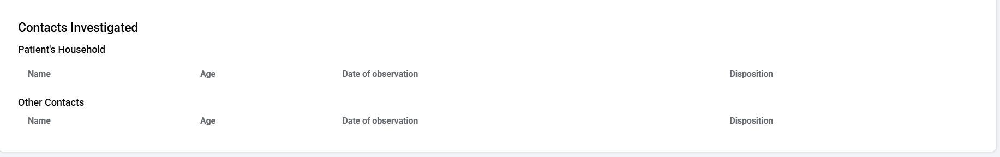 Contacts Investigated
Patient's Household
Name Age Date of observation Disposition
Other Contacts
Name Age Date of observation Disposition